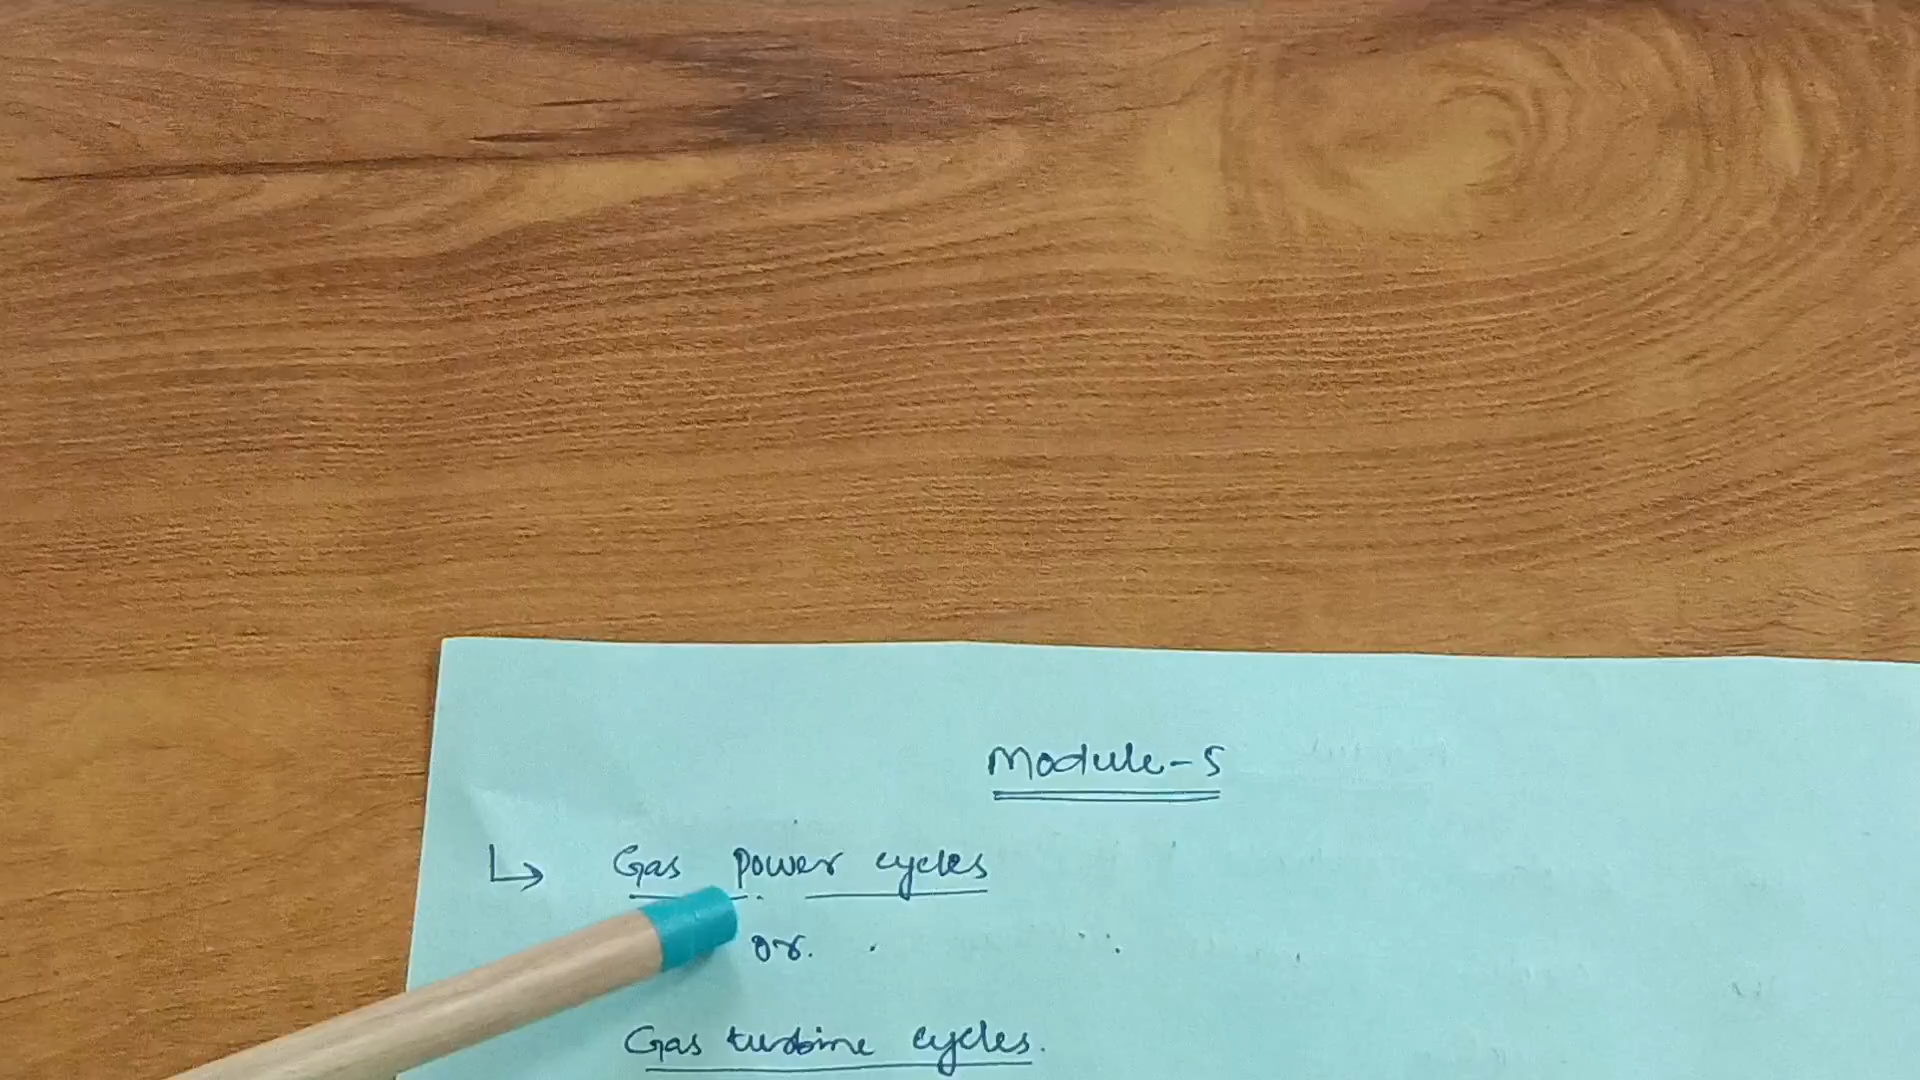 Module-5
↳ Gas power cycles
or.
Gas turbine cycles.